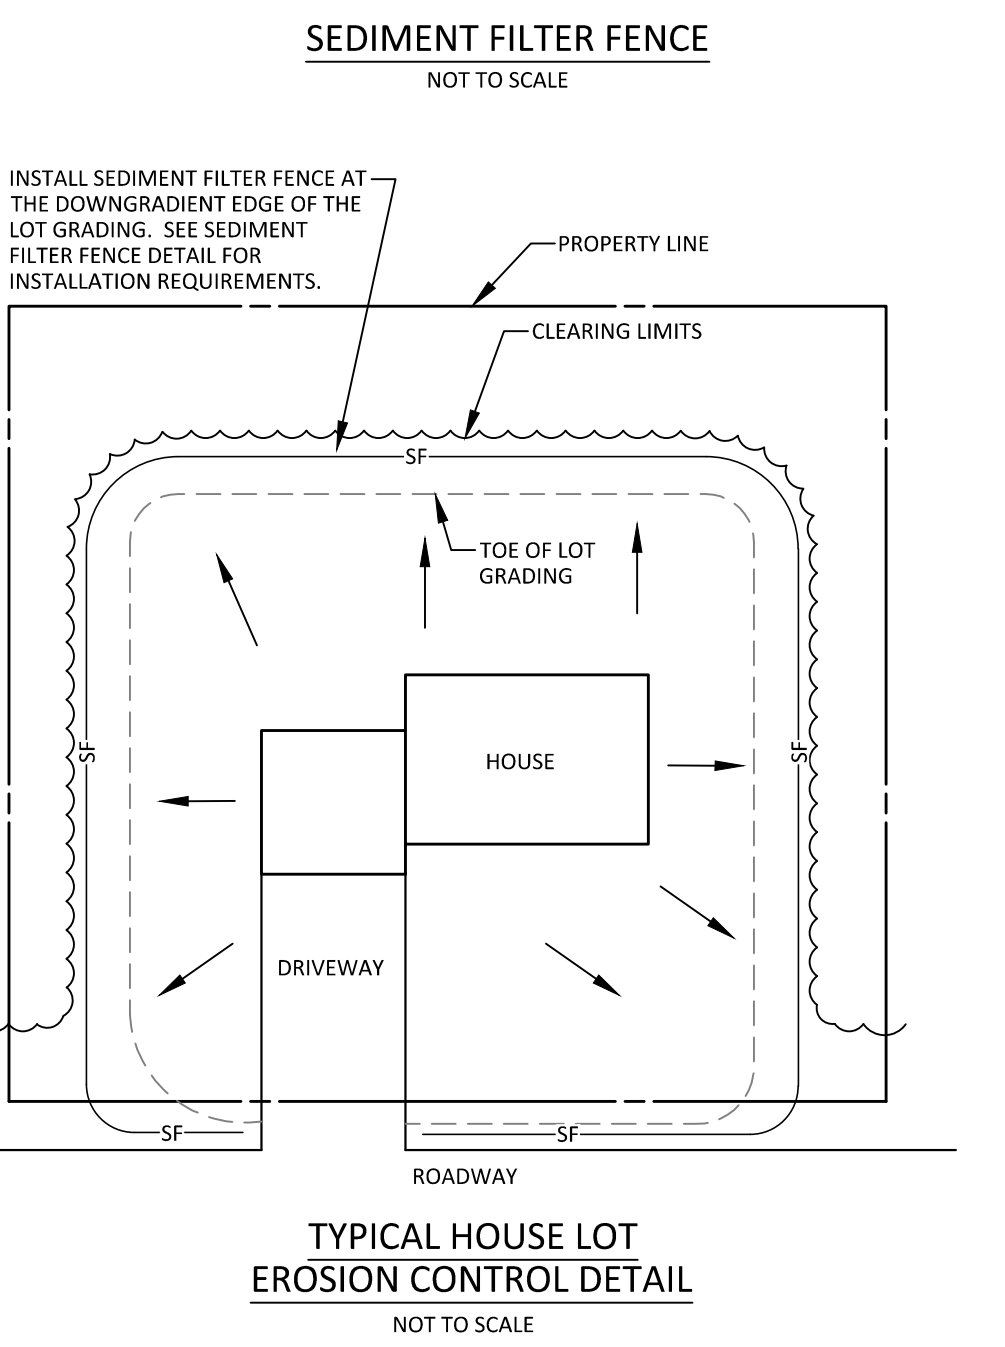 SEDIMENT FILTER FENCE
NOT TO SCALE
INSTALL SEDIMENT FILTER FENCE AT
THE DOWNGRADIENT EDGE OF THE
LOT GRADING.  SEE SEDIMENT
FILTER FENCE DETAIL FOR
INSTALLATION REQUIREMENTS.
PROPERTY LINE
CLEARING LIMITS
SF
TOE OF LOT
GRADING
SF
SF
HOUSE
DRIVEWAY
SF
SF
ROADWAY
TYPICAL HOUSE LOT
EROSION CONTROL DETAIL
NOT TO SCALE